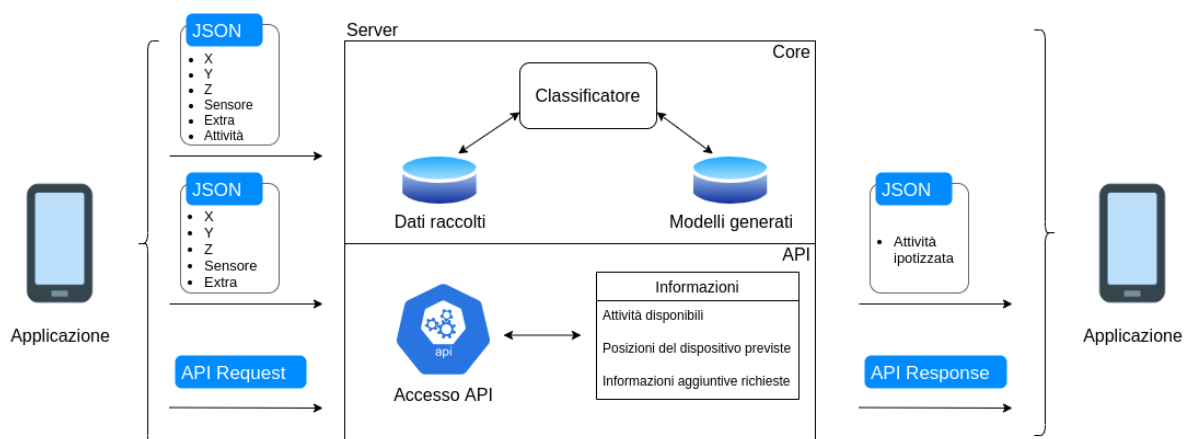 JSON
X
Y
Z
Sensore
Extra
Attività
JSON
X
Y
Z
Sensore
Extra
Applicazione
API Request
Server
Core
Classificatore
Dati raccolti
Modelli generati
API
api
Accesso API
Informazioni
Attività disponibili
Posizioni del dispositivo previste
Informazioni aggiuntive richieste
JSON
Attività
ipotizzata
API Response
Applicazione